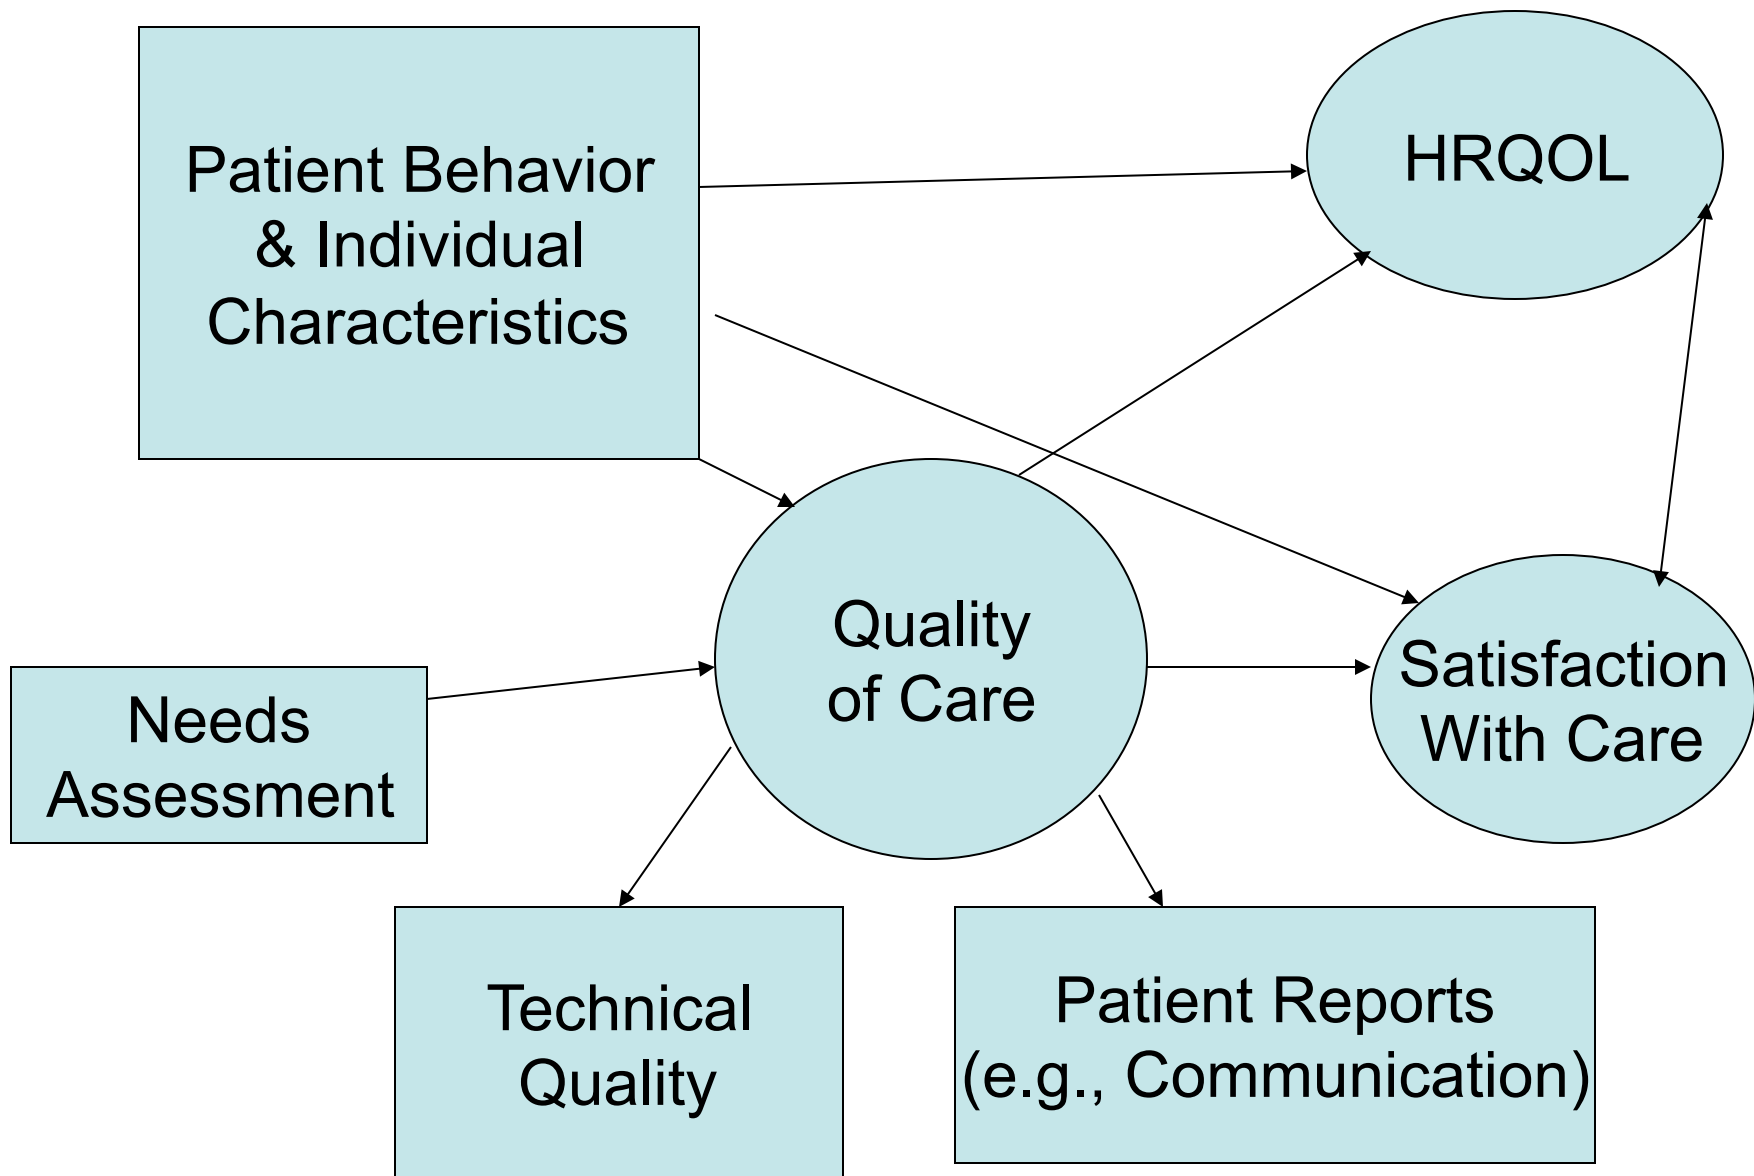 Patient Behavior
& Individual
Characteristics
HRQOL
Quality
of Care
Satisfaction
With Care
Needs
Assessment
Technical
Quality
Patient Reports
(e.g., Communication)